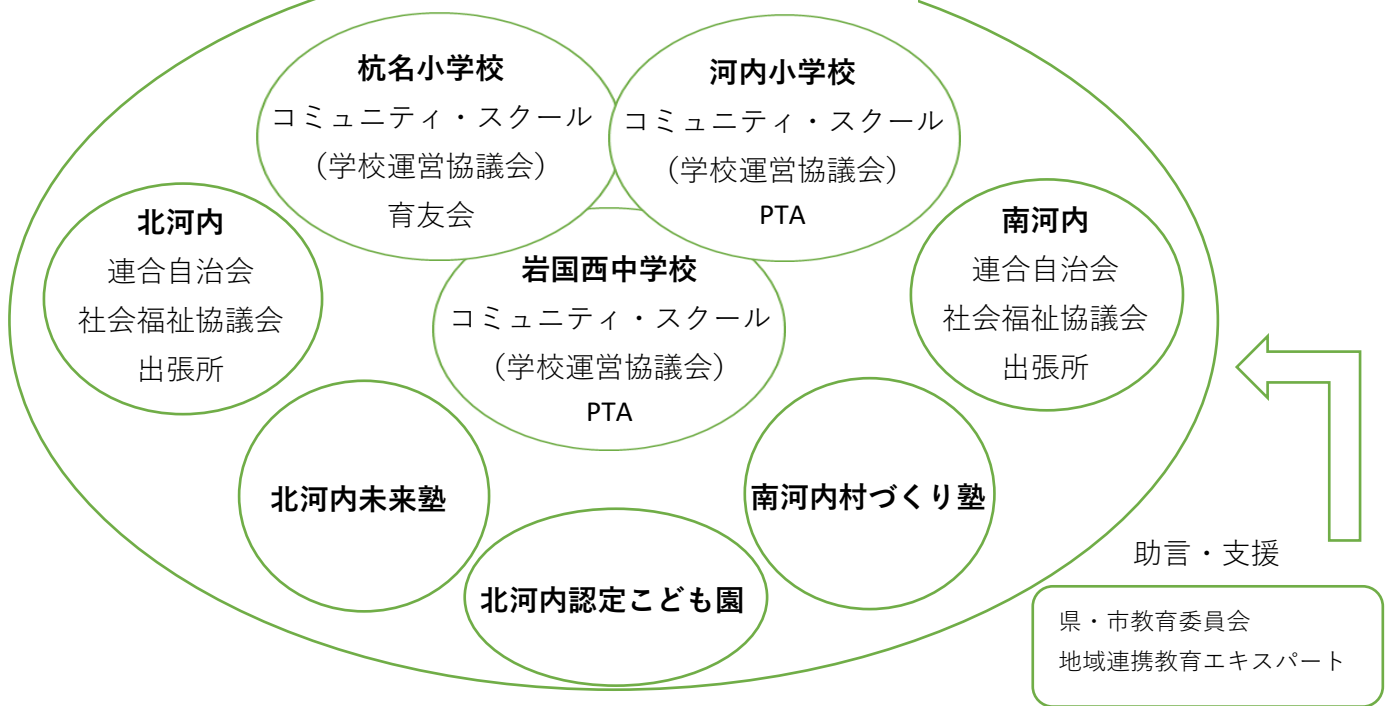 杭名小学校
コミュニティ・スクール
(学校運営協議会)
育友会
河内小学校
コミュニティ・スクール
(学校運営協議会)
PTA
北河内
連合自治会
社会福祉協議会
出張所
岩国西中学校
コミュニティ・スクール
(学校運営協議会)
PTA
南河内
連合自治会
社会福祉協議会
出張所
北河内未来塾
南河内村づくり塾
北河内認定こども園
助言・支援
県・市教育委員会
地域連携教育エキスパート